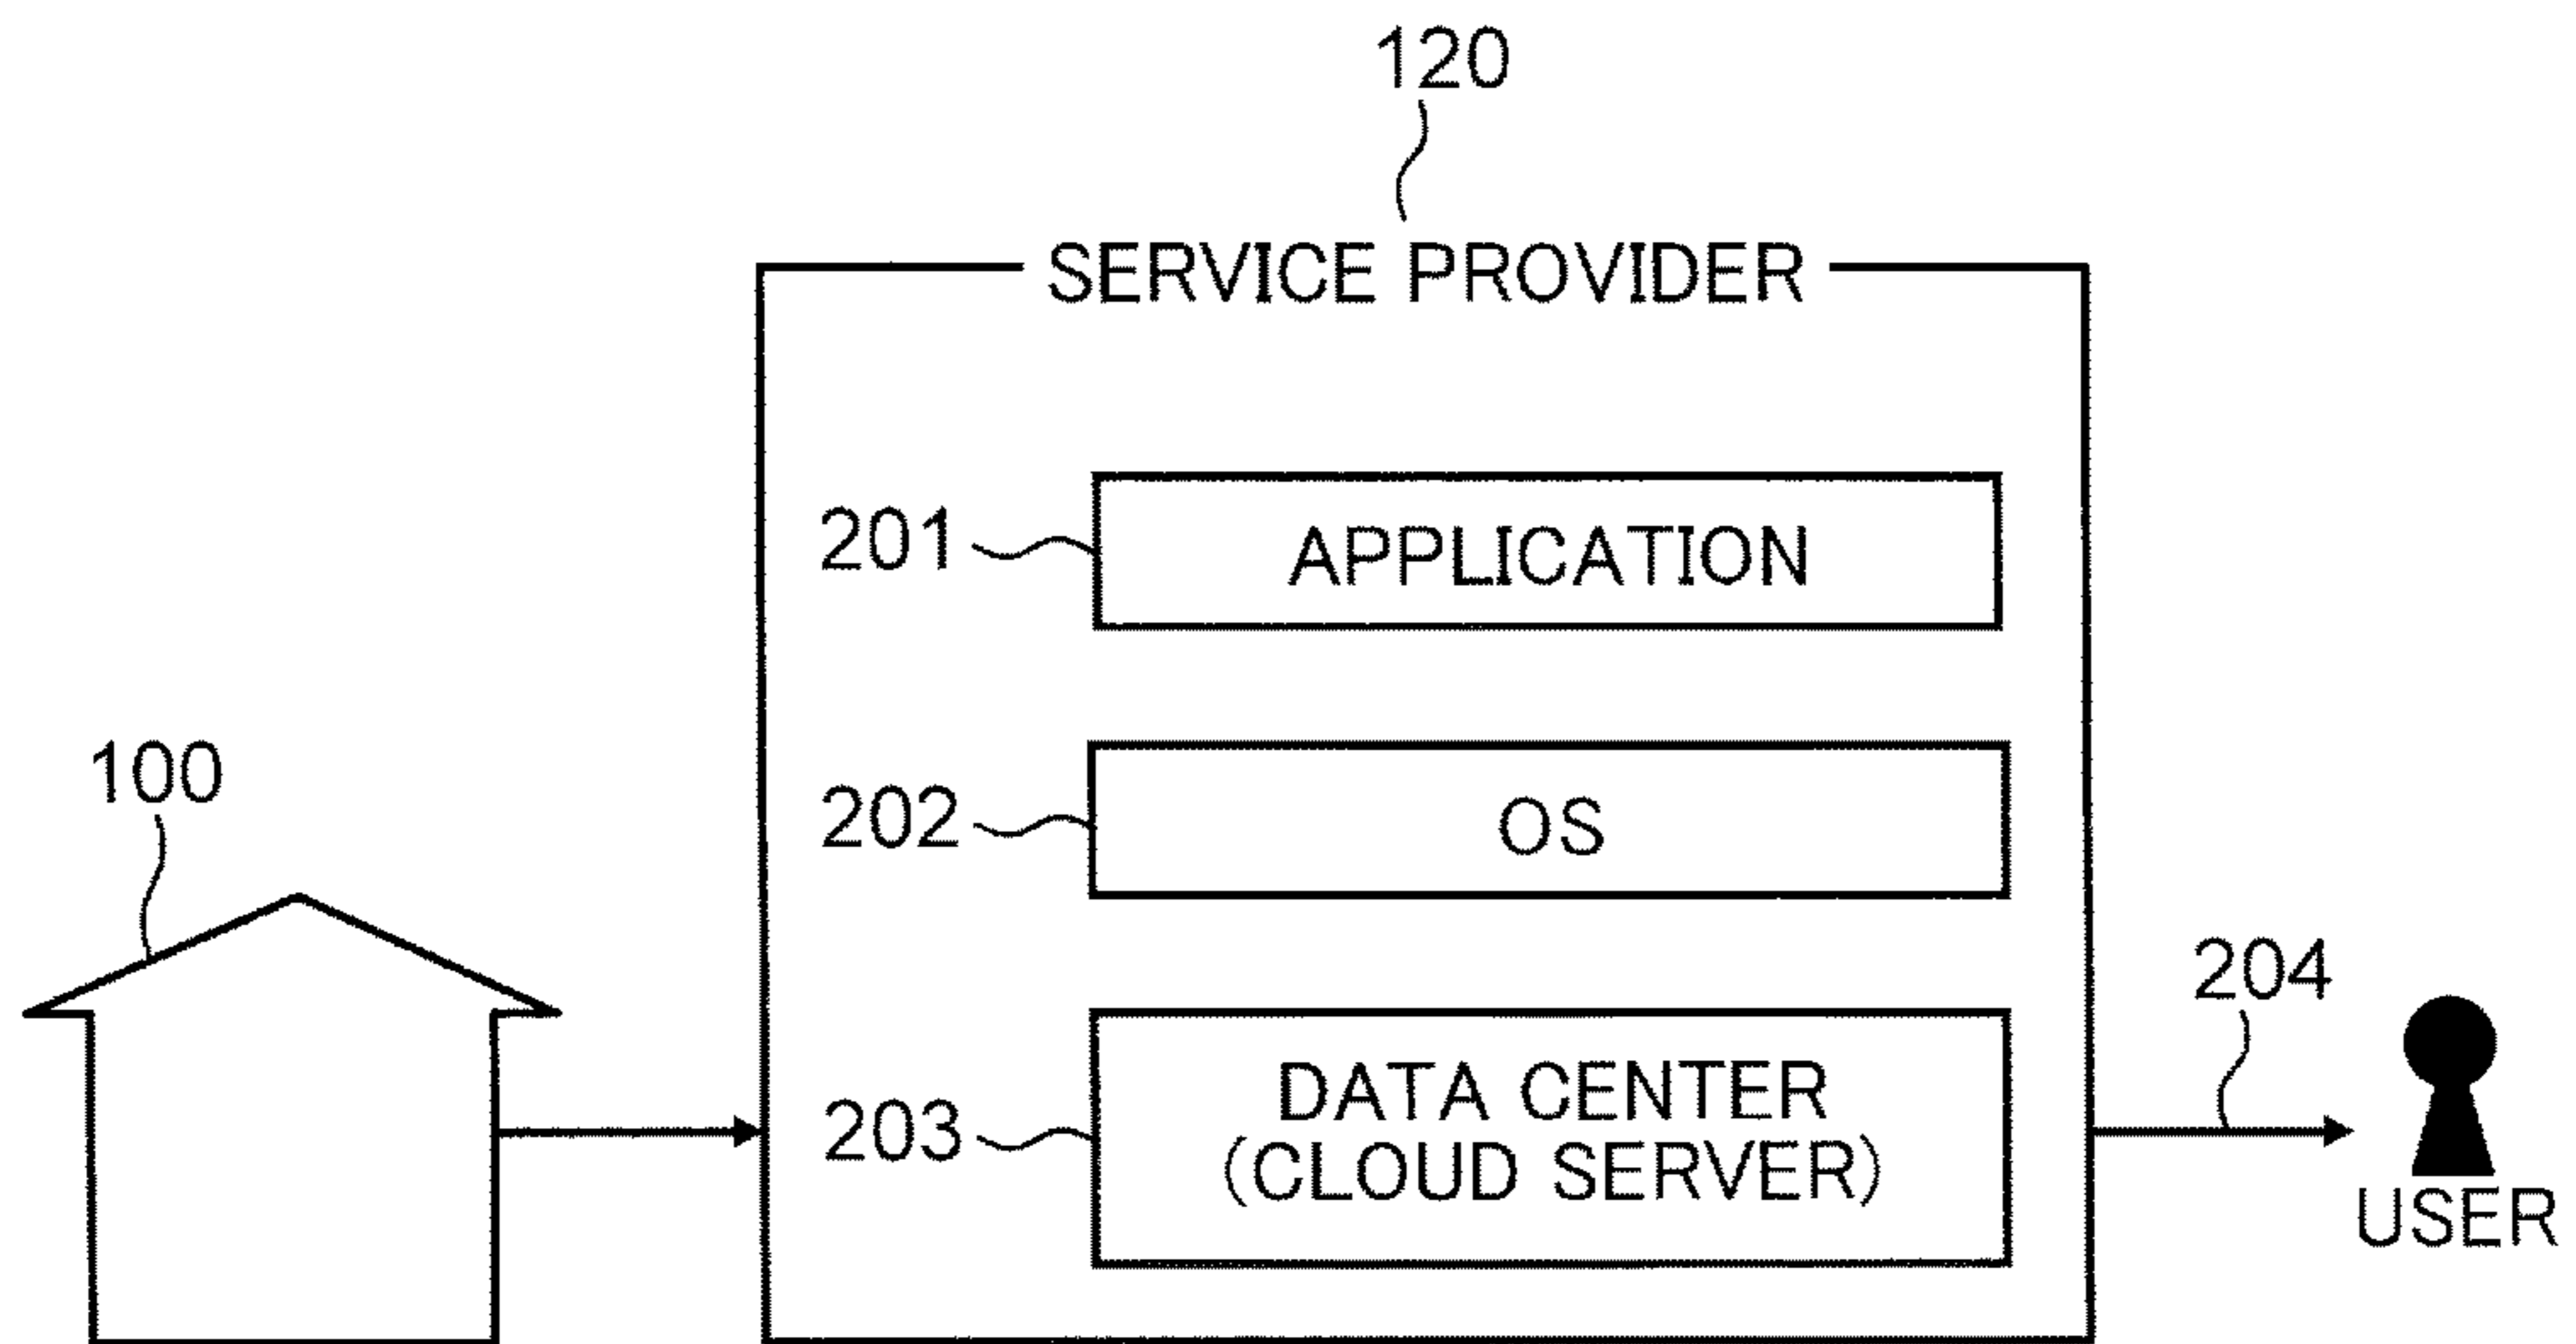 120
SERVICE PROVIDER
201
APPLICATION
100
202
OS
204
203
DATA CENTER
(CLOUD SERVER)
USER